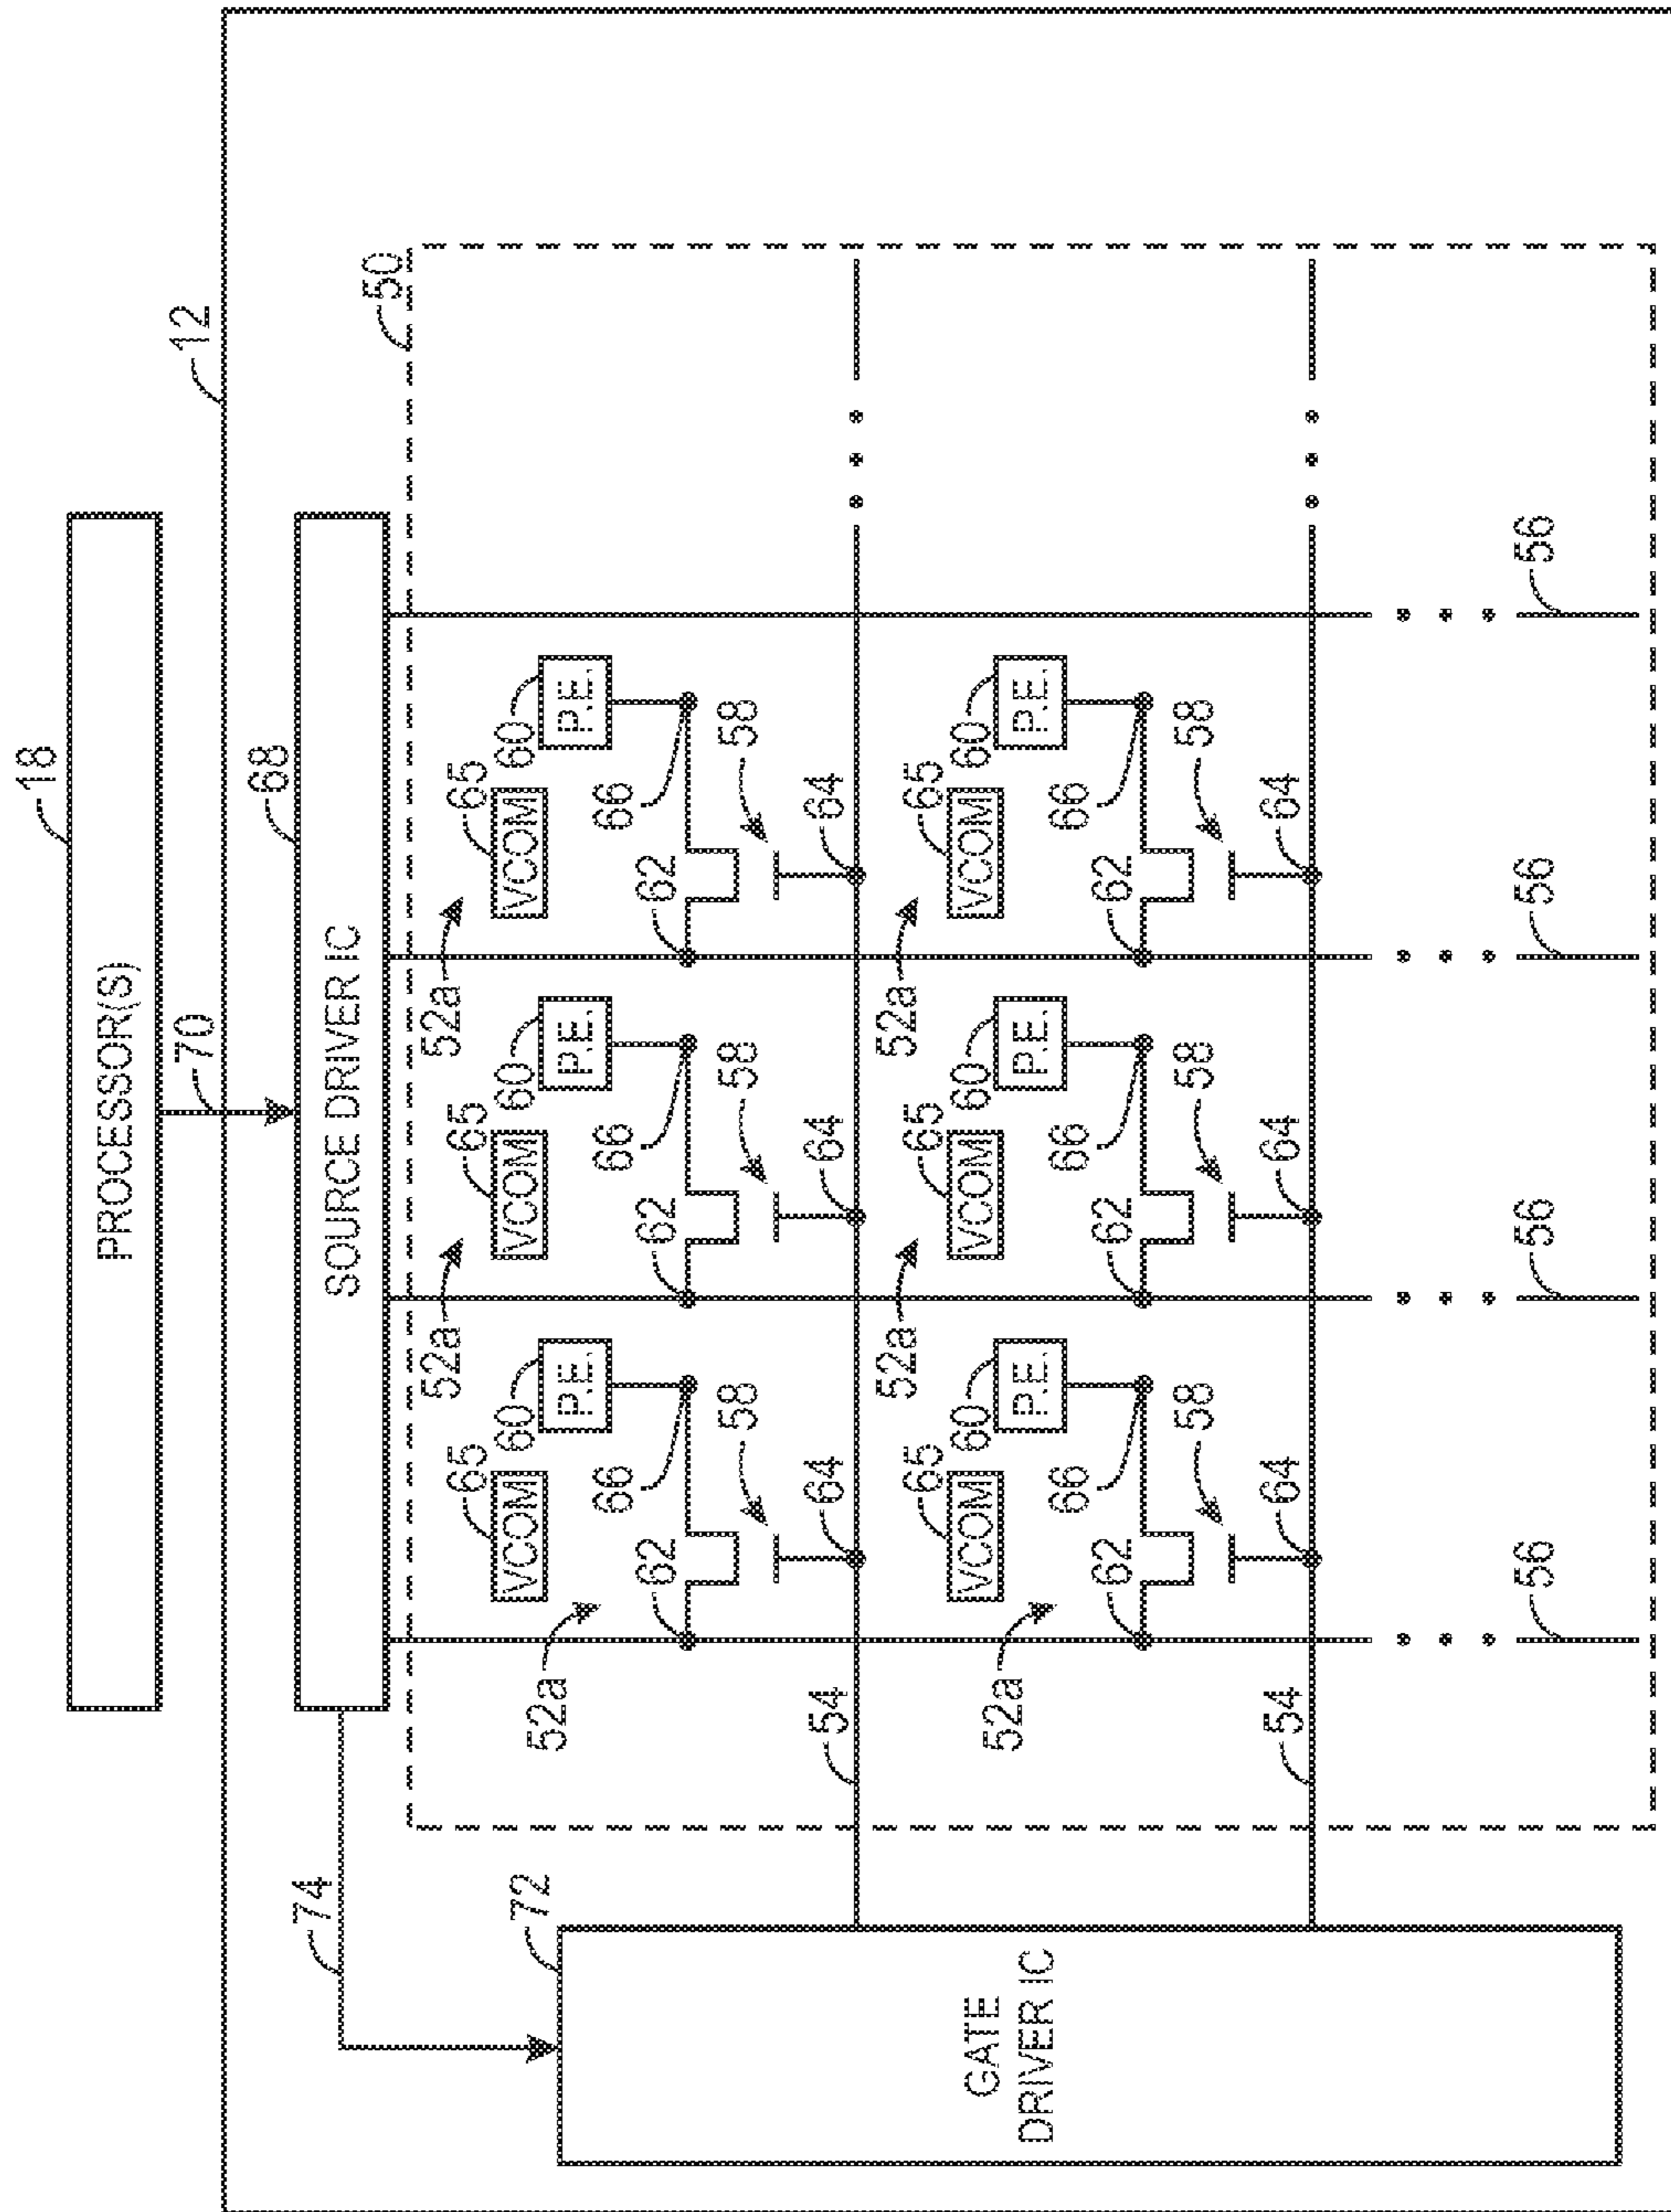 18
PROCESSOR(S)
70
12
68
SOURCE DRIVER IC
74
50
72
GATE
DRIVER IC
65 65 65
VCOM VCOM VCOM
52a 52a
60 60 60
P.E. P.E. P.E.
52a
66 66 66
62 62 62
58 58 58
54 64 64 64
65 65 65
VCOM VCOM VCOM
52a 52a
60 60 60
P.E. P.E. P.E.
52a
66 66 66
62 62 62
58 58 58
54 64 64 64
56 56 56 56